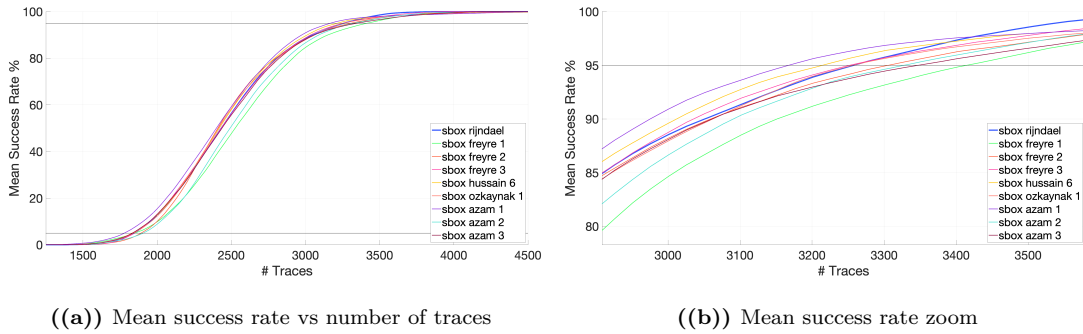 100
80
60
40
20
0
Mean Success Rate %
1500
2000
2500
3000
3500
4000
4500
# Traces
sbox rijndael
sbox freyre 1
sbox freyre 2
sbox freyre 3
sbox hussain 6
sbox ozkaynak 1
sbox azam 1
sbox azam 2
sbox azam 3
((a)) Mean success rate vs number of traces
100
95
90
85
80
Mean Success Rate %
3000
3100
3200
3300
3400
3500
# Traces
sbox rijndael
sbox freyre 1
sbox freyre 2
sbox freyre 3
sbox hussain 6
sbox ozkaynak 1
sbox azam 1
sbox azam 2
sbox azam 3
((b)) Mean success rate zoom